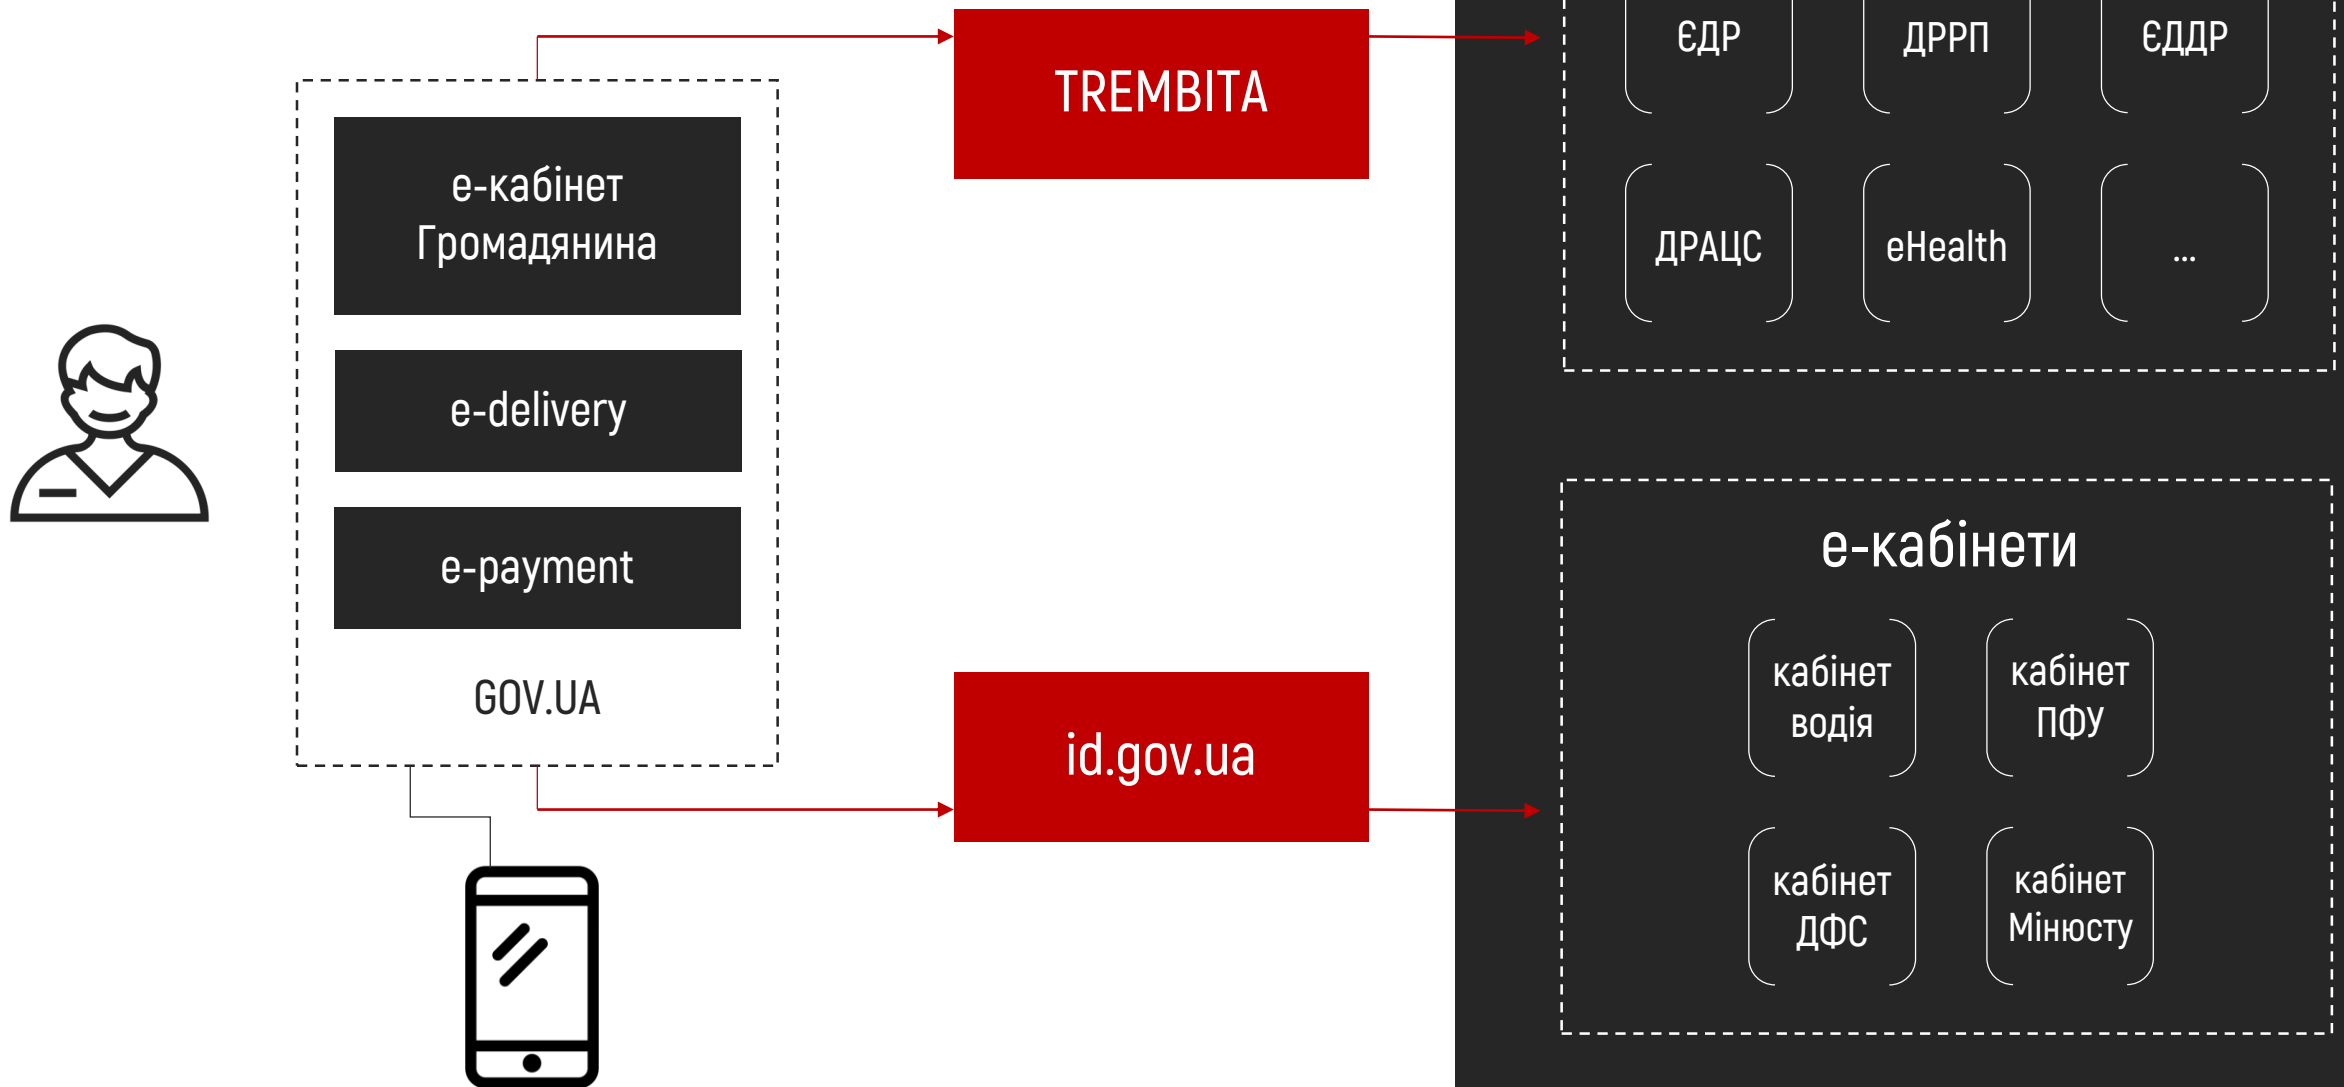 е-кабінет
Громадянина
e-delivery
e-payment
GOV.UA
TREMBITA
id.gov.ua
ЄДР
ДРРП
ЄДДР
ДРАЦС
eHealth
...
е-кабінети
кабінет
водія
кабінет
ПФУ
кабінет
ДФС
кабінет
Мінюсту